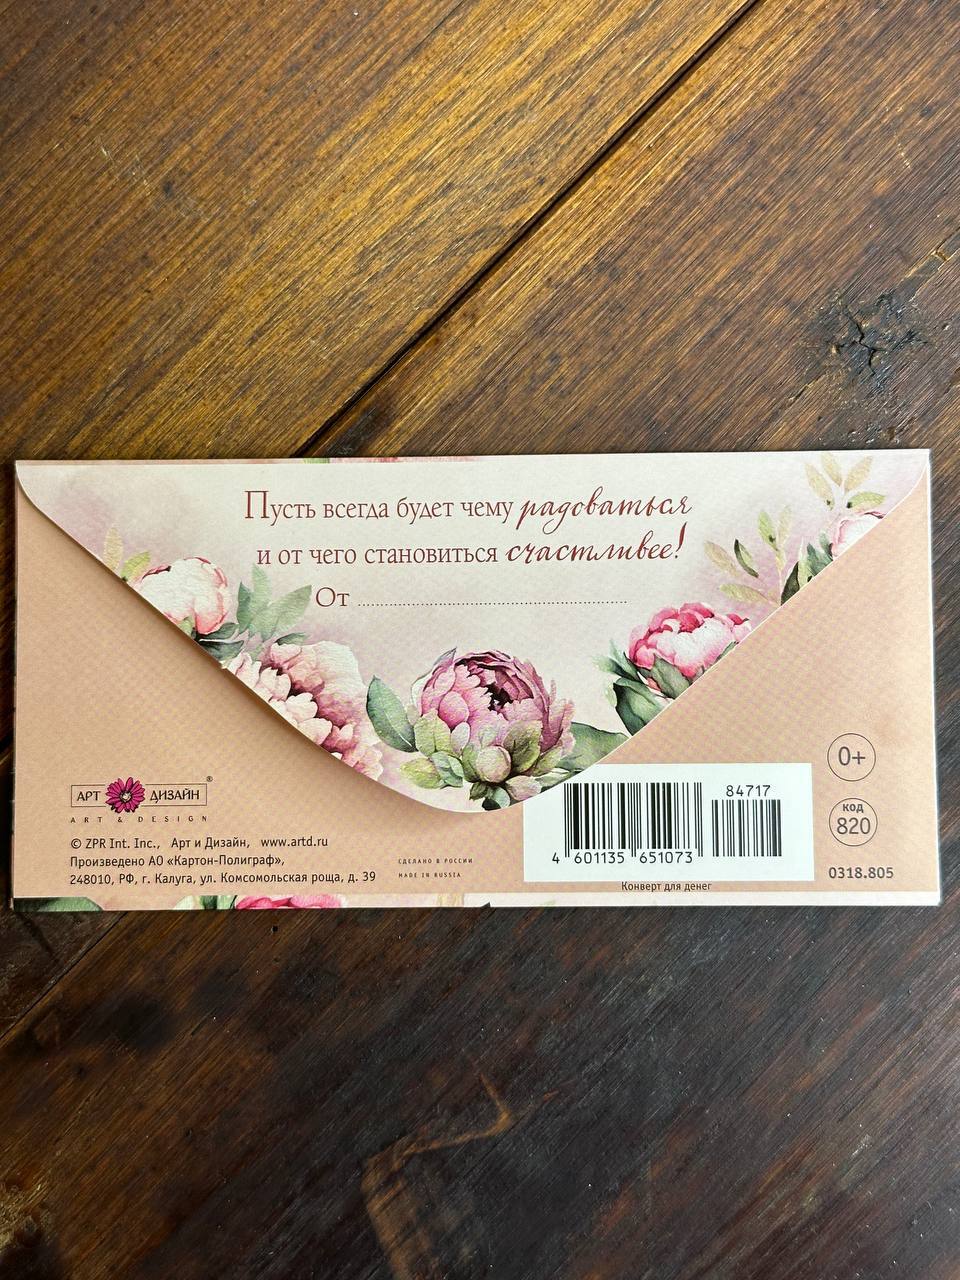 Пусть всегда будет чему радоваться
и от чего становиться счастливее!
От
АРТ ДИЗАЙН ®
ART & DESIGN
© ZPR Int. Inc., Арт и Дизайн, www.artd.ru
Произведено АО «Картон-Полиграф»,
248010, РФ, г. Калуга, ул. Комсомольская роща, д. 39
СДЕЛАНО В РОССИИ
MADE IN RUSSIA
84717
4 601135 651073
Конверт для денег
0+
код
820
0318.805